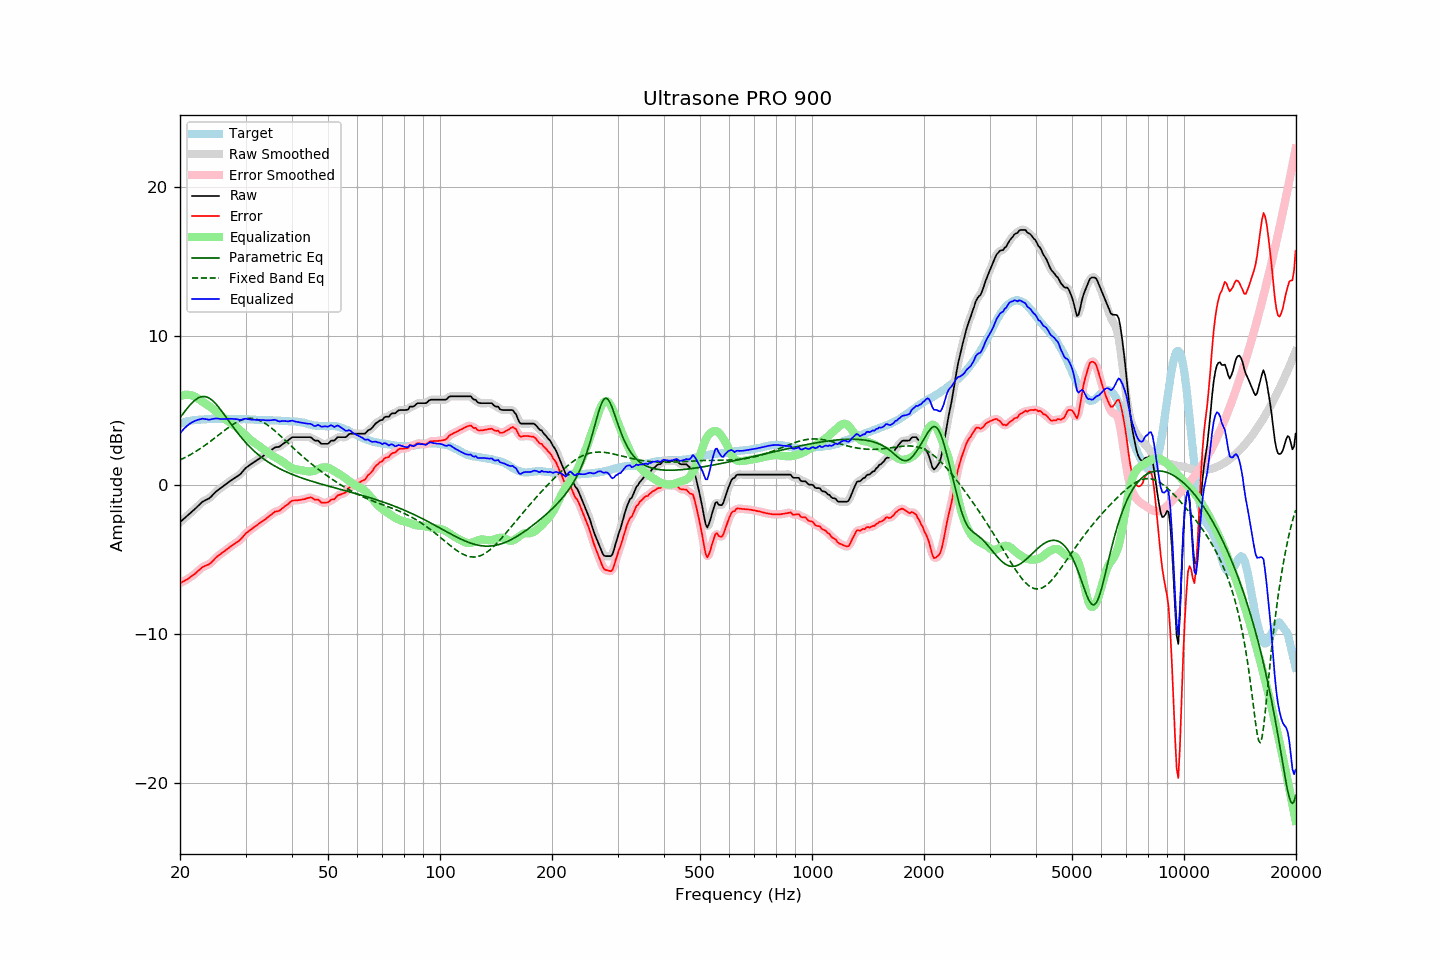 Ultrasone PRO 900
Target
Raw Smoothed
Error Smoothed
Raw
Error
Equalization
Parametric Eq
Fixed Band Eq
Equalized
Amplitude (dBr)
20
10
0
−10
−20
20 50 100 200 500 1000 2000 5000 10000 20000
Frequency (Hz)